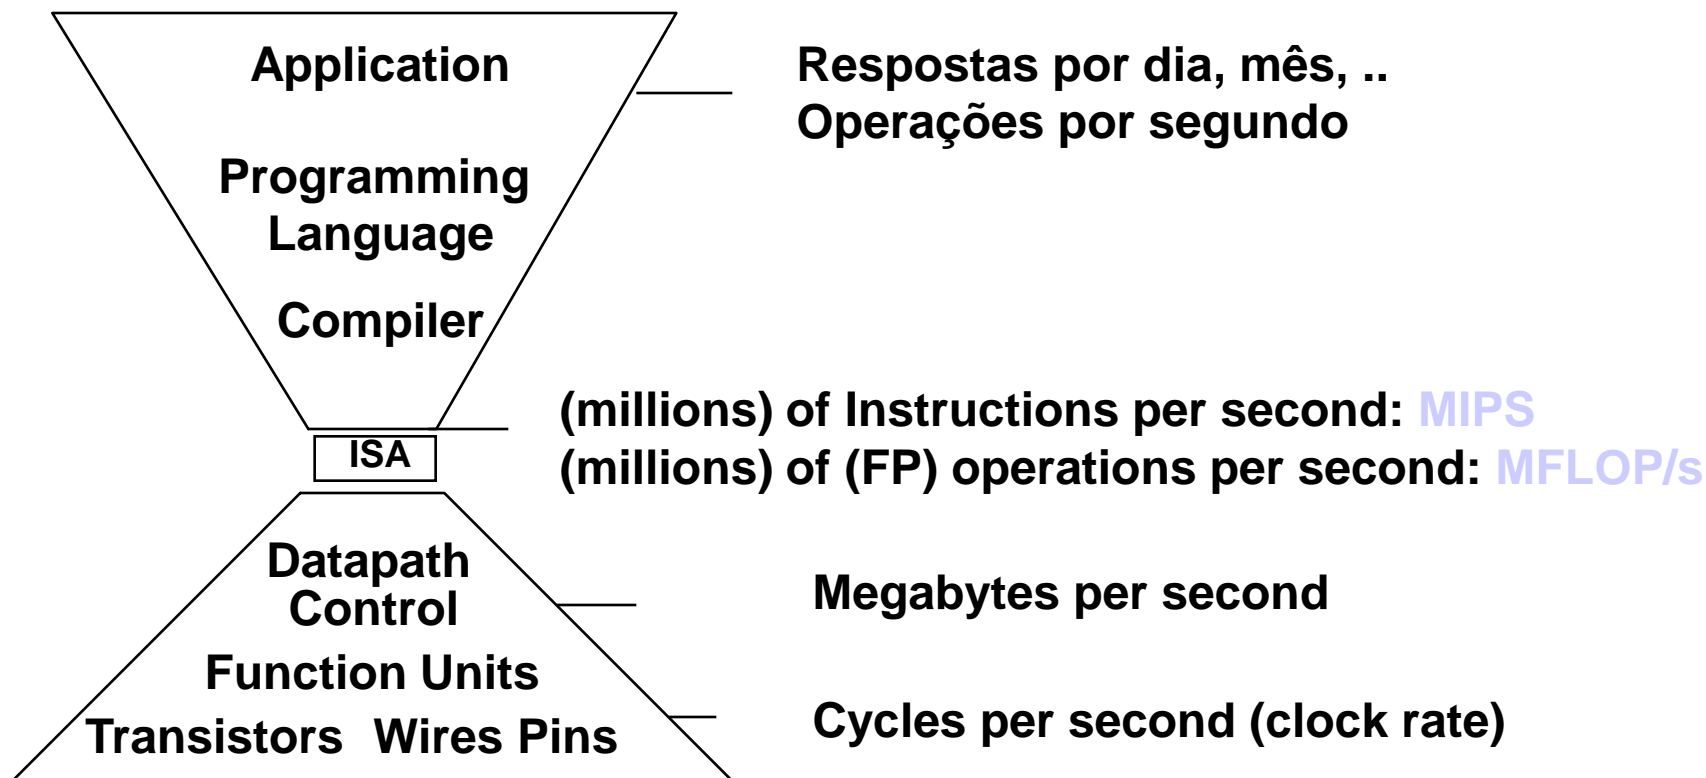 Application
Respostas por dia, mês, ..
Operações por segundo
Programming
Language
Compiler
(millions) of Instructions per second: MIPS
ISA
(millions) of (FP) operations per second: MFLOP/s
Datapath
Control
Megabytes per second
Function Units
Transistors Wires Pins
Cycles per second (clock rate)